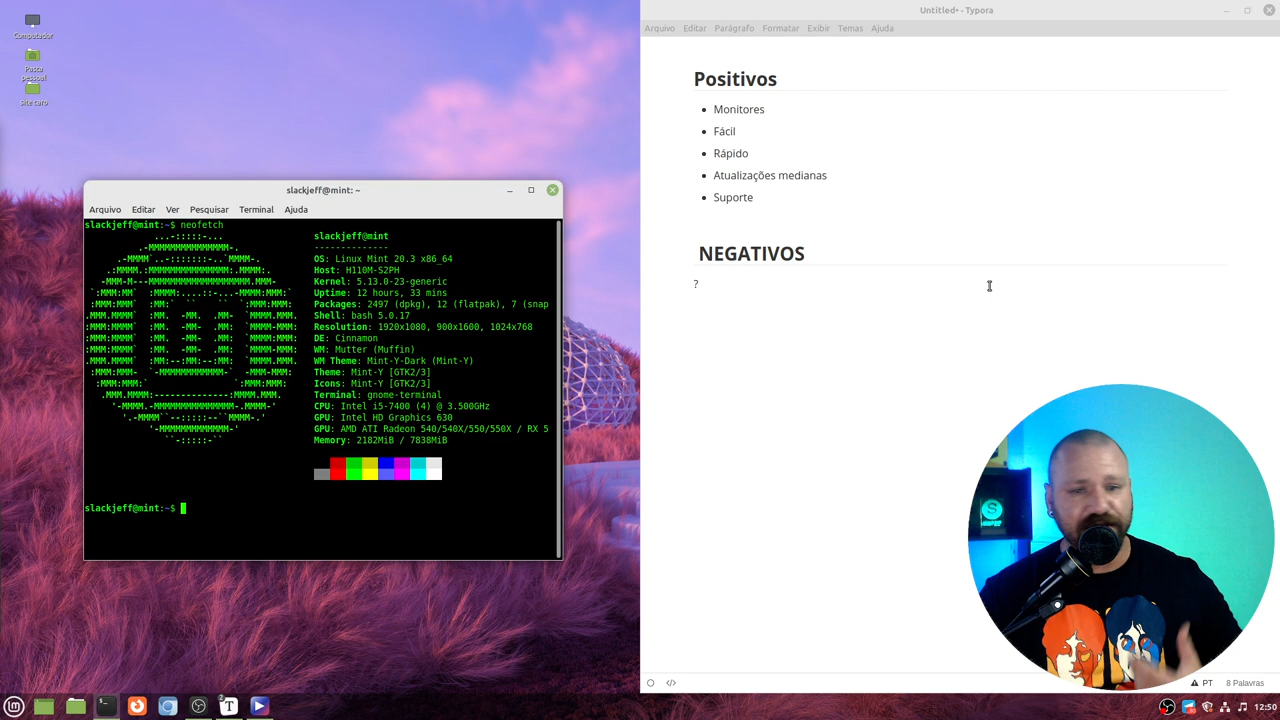 Computador
Pasta
pessoal
site caro
slackjeff@mint: ~
Arquivo Editar Ver Pesquisar Terminal Ajuda
slackjeff@mint:~$ neofetch
slackjeff@mint
--------------
OS: Linux Mint 20.3 x86_64
Host: H110M-S2PH
Kernel: 5.13.0-23-generic
Uptime: 12 hours, 33 mins
Packages: 2497 (dpkg), 12 (flatpak), 7 (snap
Shell: bash 5.0.17
Resolution: 1920x1080, 900x1600, 1024x768
DE: Cinnamon
WM: Mutter (Muffin)
WM Theme: Mint-Y-Dark (Mint-Y)
Theme: Mint-Y [GTK2/3]
Icons: Mint-Y [GTK2/3]
Terminal: gnome-terminal
CPU: Intel i5-7400 (4) @ 3.500GHz
GPU: Intel HD Graphics 630
GPU: AMD ATI Radeon 540/540X/550/550X / RX 5
Memory: 2182MiB / 7838MiB
slackjeff@mint:~$
Untitled• - Typora
Arquivo Editar Parágrafo Formatar Exibir Temas Ajuda
Positivos
• Monitores
• Fácil
• Rápido
• Atualizações medianas
• Suporte
NEGATIVOS
?
</> PT 8 Palavras
12:50